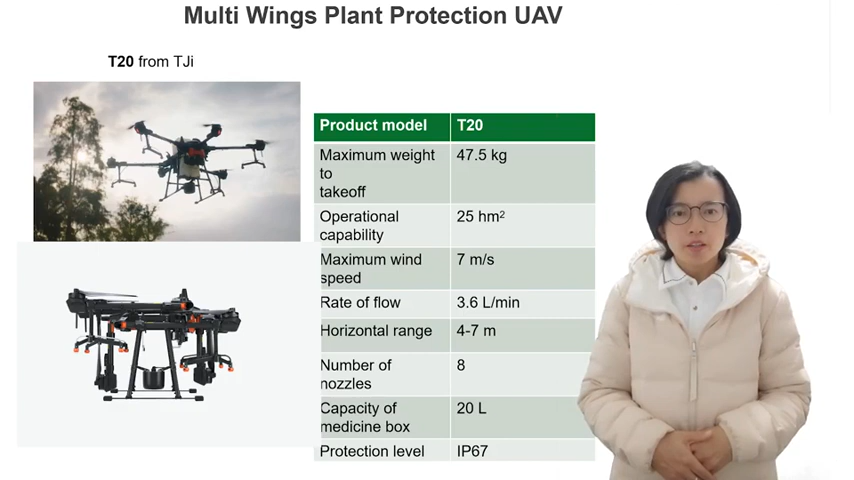 Multi Wings Plant Protection UAV
T20 from TJi
Product model T20
Maximum weight 47.5 kg
to
takeoff
Operational 25 hm²
capability
Maximum wind 7 m/s
speed
Rate of flow 3.6 L/min
Horizontal range 4-7 m
Number of 8
nozzles
Capacity of 20 L
medicine box
Protection level IP67